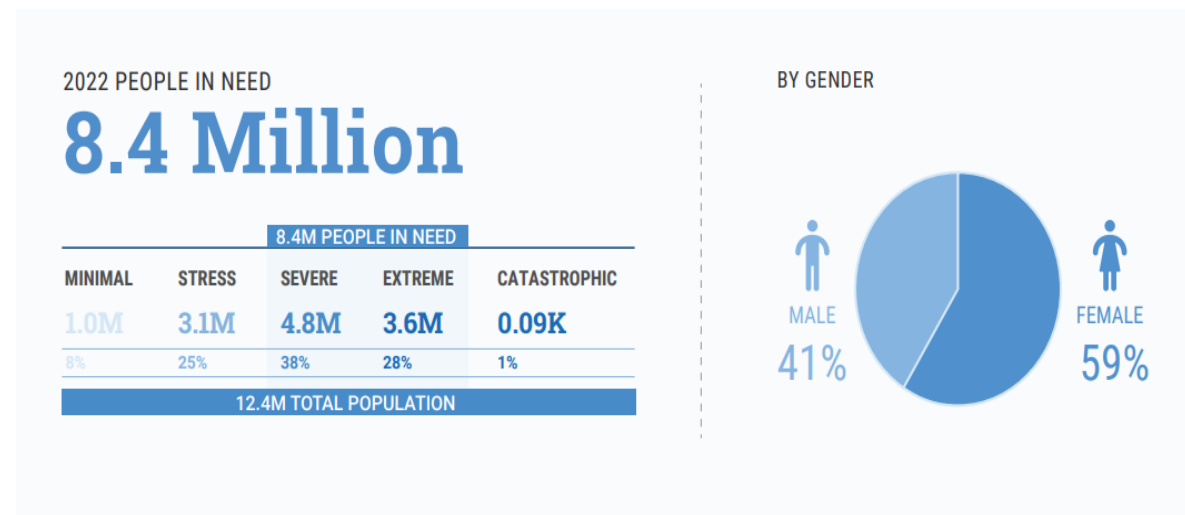 2022 PEOPLE IN NEED
8.4 Million
8.4M PEOPLE IN NEED
MINIMAL STRESS SEVERE EXTREME CATASTROPHIC
1.0M 3.1M 4.8M 3.6M 0.09K
8% 25% 38% 28% 1%
12.4M TOTAL POPULATION
BY GENDER
MALE
41%
FEMALE
59%